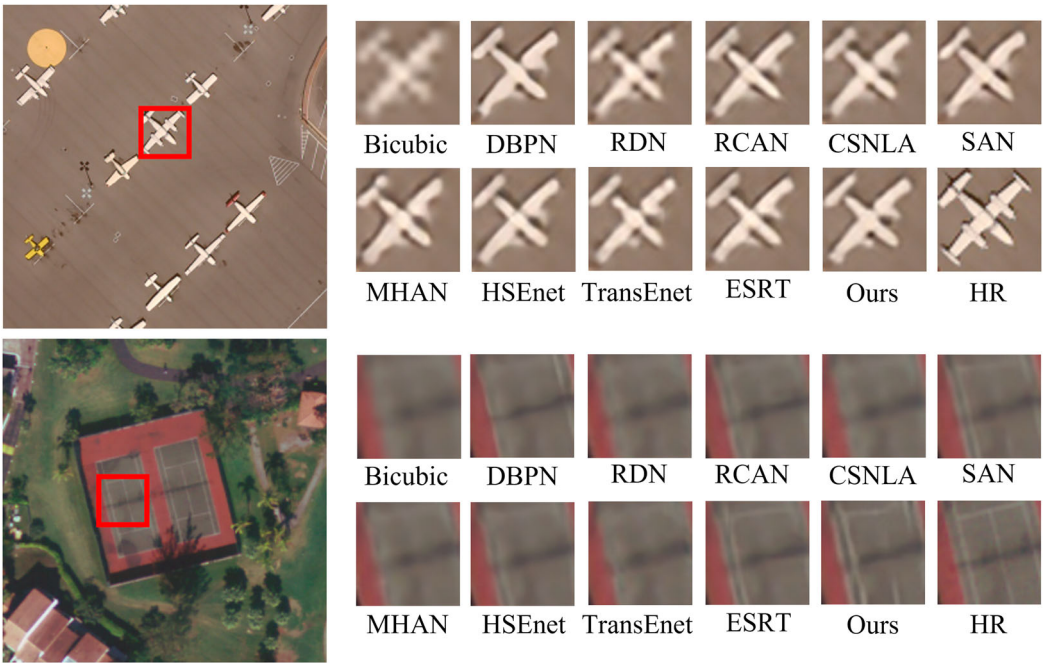 Bicubic DBPN RDN RCAN CSNLA SAN
MHAN HSEnet TransEnet ESRT Ours HR
Bicubic DBPN RDN RCAN CSNLA SAN
MHAN HSEnet TransEnet ESRT Ours HR